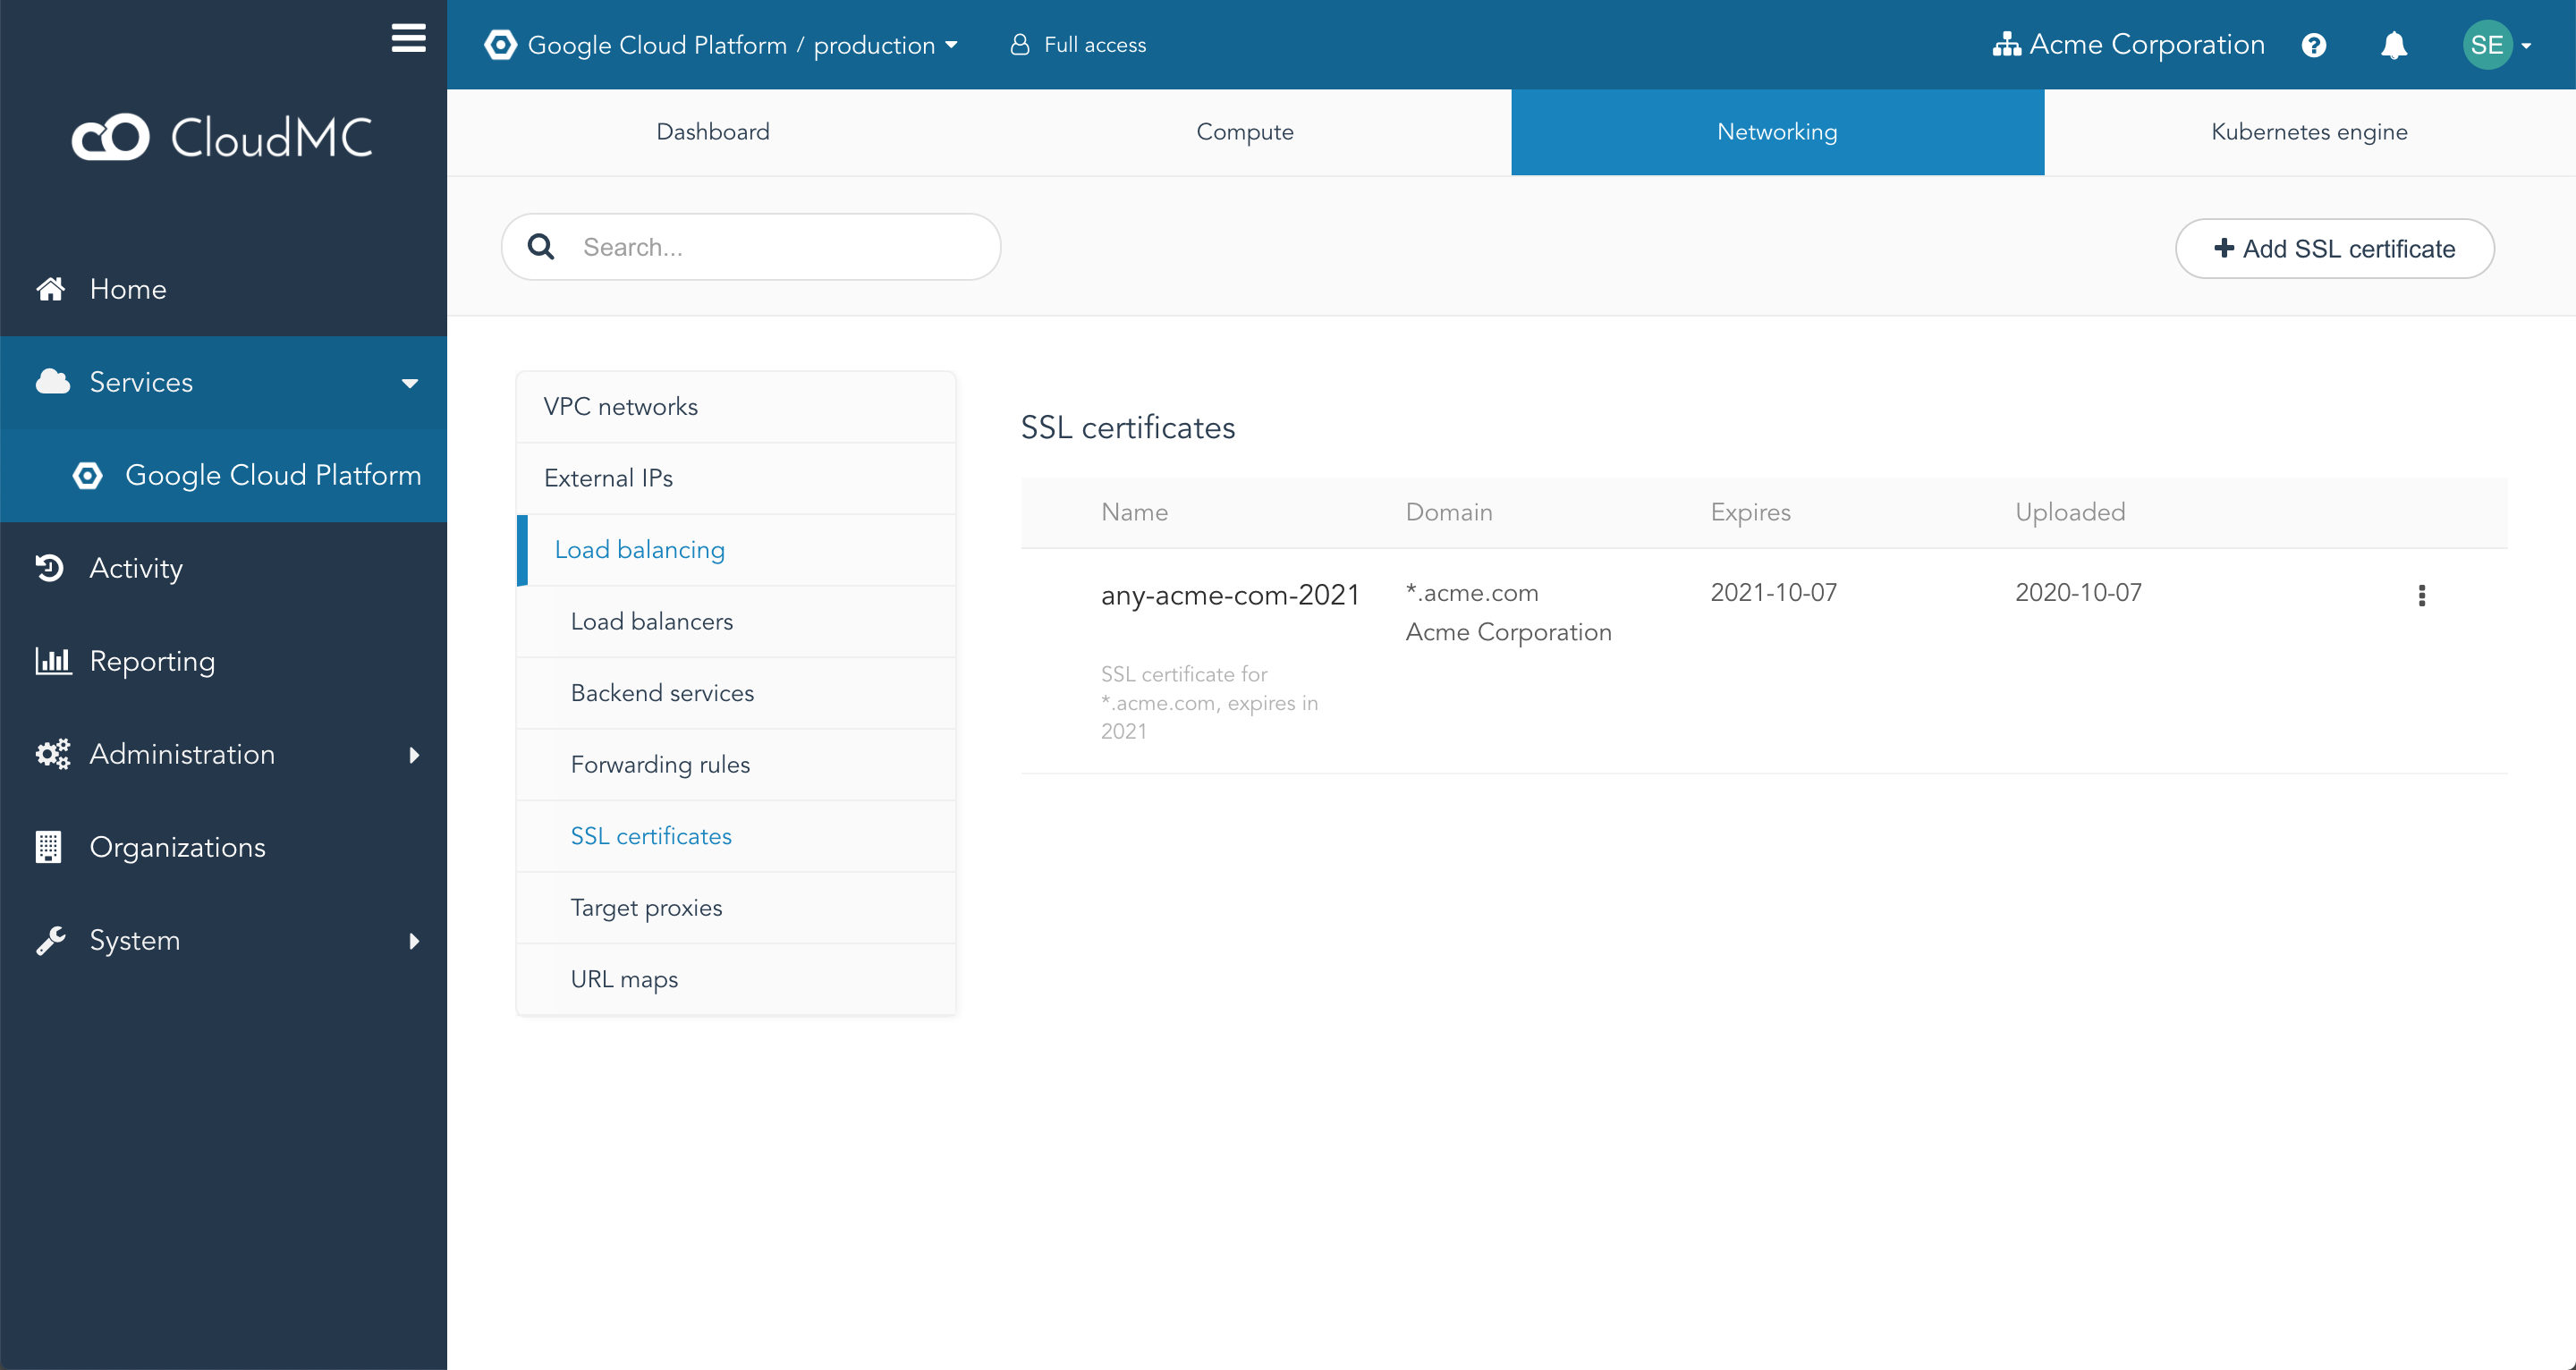 CloudMC
Home
Services
Google Cloud Platform
Activity
Reporting
Administration
Organizations
System
Google Cloud Platform / production
Full access
Acme Corporation
SE
Dashboard
Compute
Networking
Kubernetes engine
Search...
Add SSL certificate
VPC networks
External IPs
Load balancing
Load balancers
Backend services
Forwarding rules
SSL certificates
Target proxies
URL maps
SSL certificates
Name Domain Expires Uploaded
any-acme-com-2021 *.acme.com 2021-10-07 2020-10-07
Acme Corporation
SSL certificate for
*.acme.com, expires in
2021